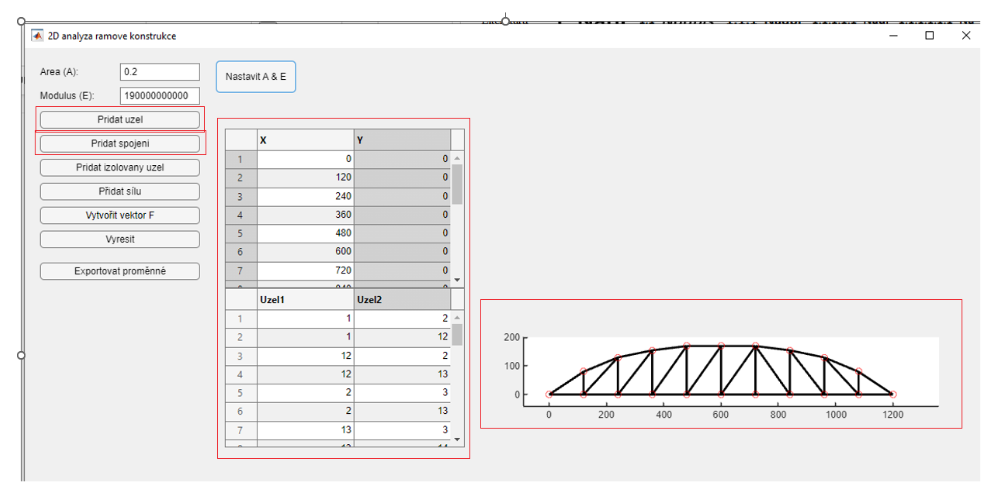 2D analyza ramove konstrukce
Area (A): 0.2
Nastavit A & E
Modulus (E): 190000000000
Pridat uzel
Pridat spojeni
Pridat izolovany uzel
Přidat sílu
Vytvořit vektor F
Vyresit
Exportovat proměnné
X Y
1 0 0
2 120 0
3 240 0
4 360 0
5 480 0
6 600 0
7 720 0
Uzel1 Uzel2
1 1 2
2 1 12
3 12 2
4 12 13
5 2 3
6 2 13
7 13 3
200
100
0
0 200 400 600 800 1000 1200